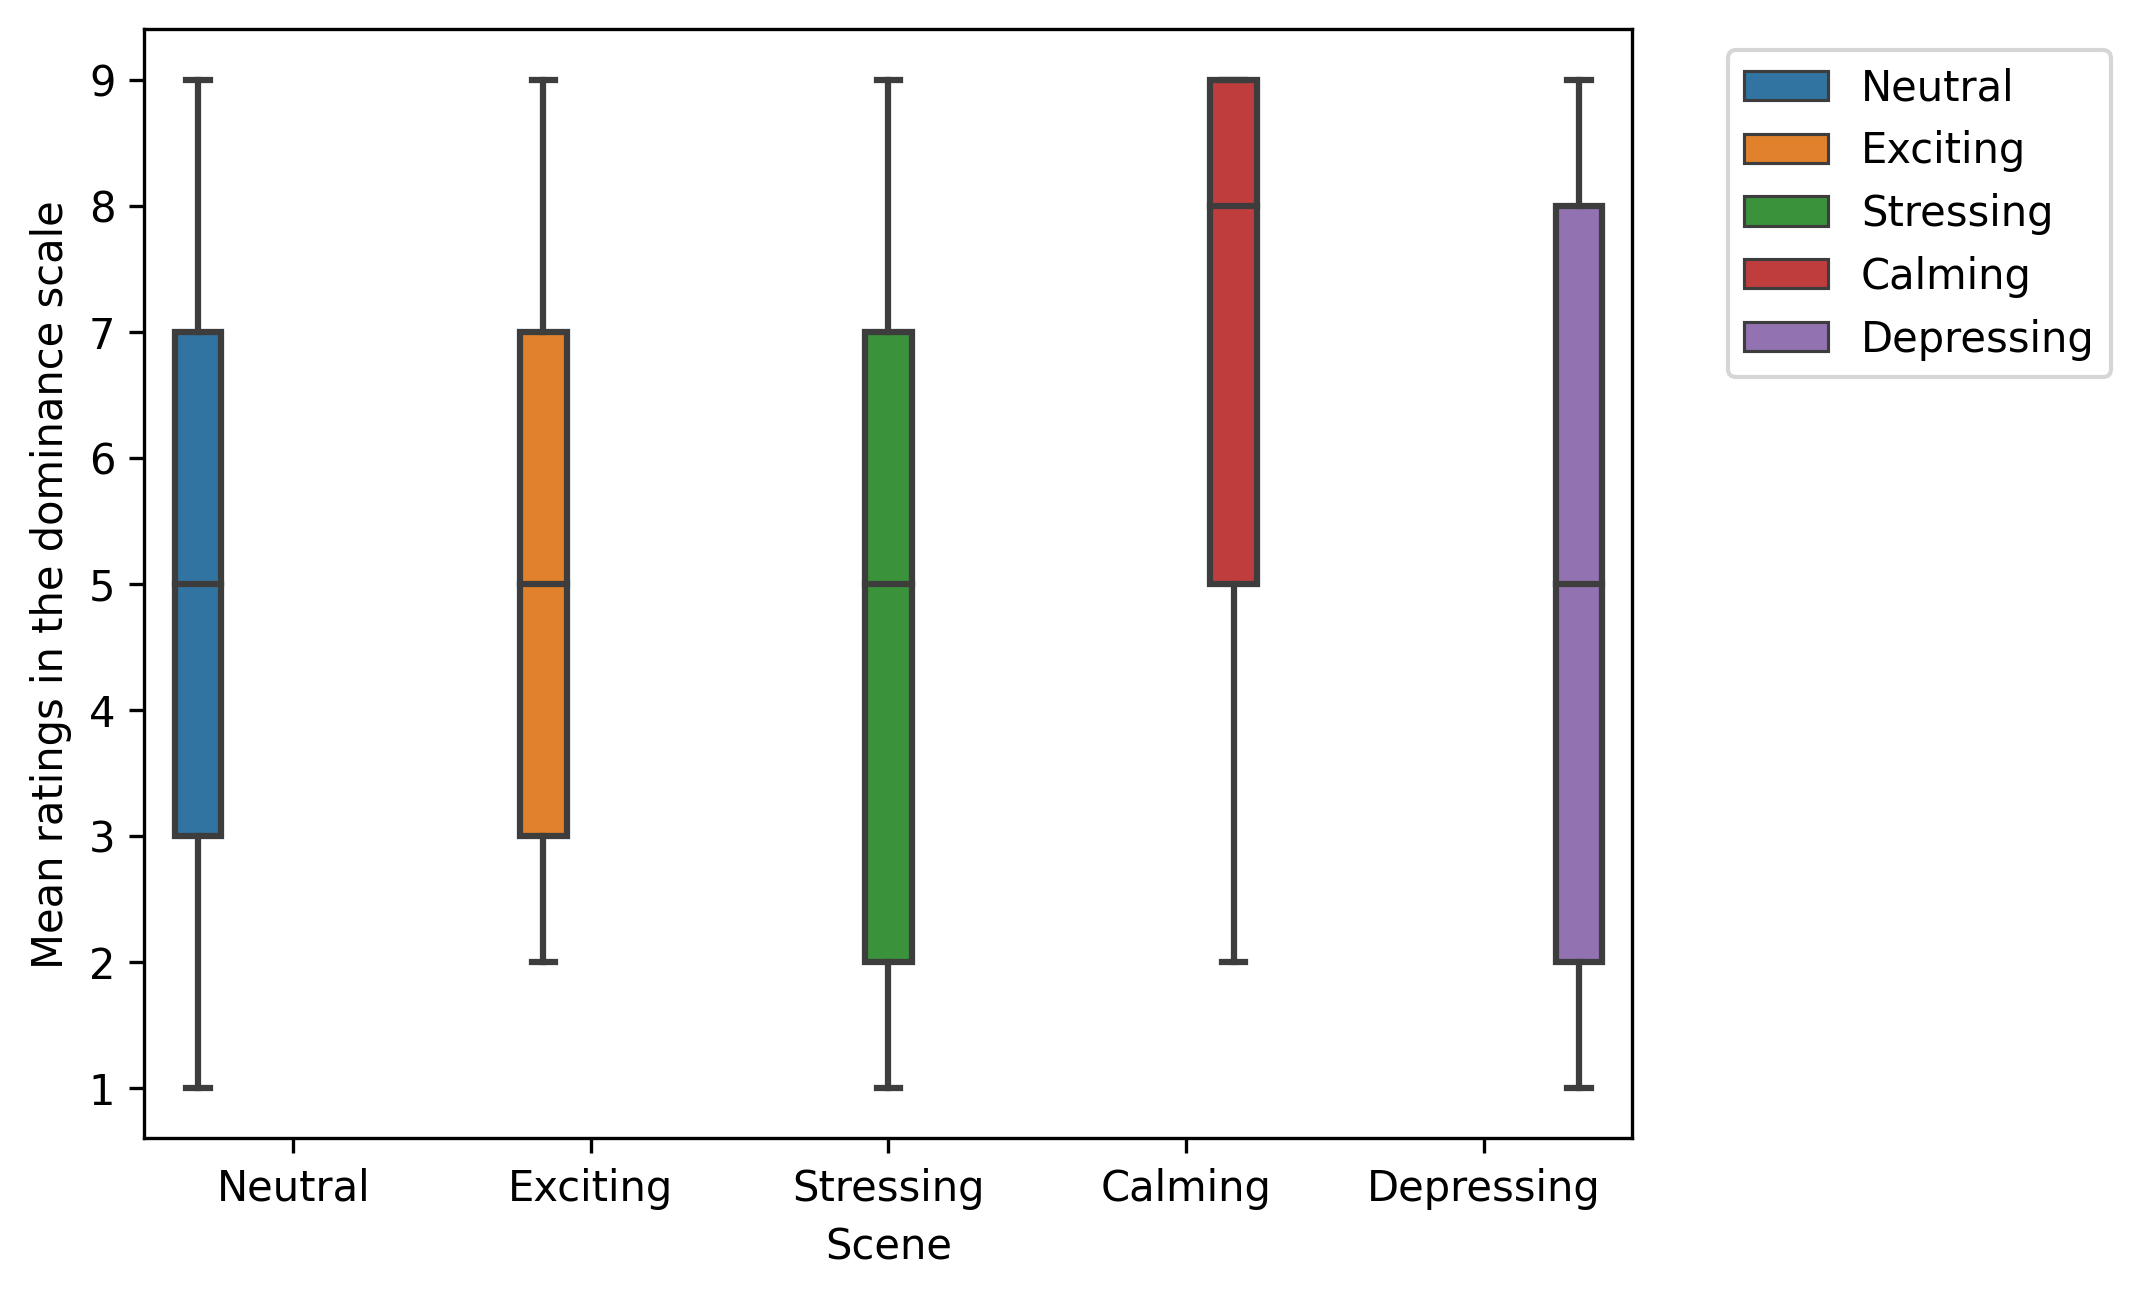 Mean ratings in the dominance scale
9
8
7
6
5
4
3
2
1
Neutral
Exciting
Stressing
Calming
Depressing
Scene
Neutral
Exciting
Stressing
Calming
Depressing